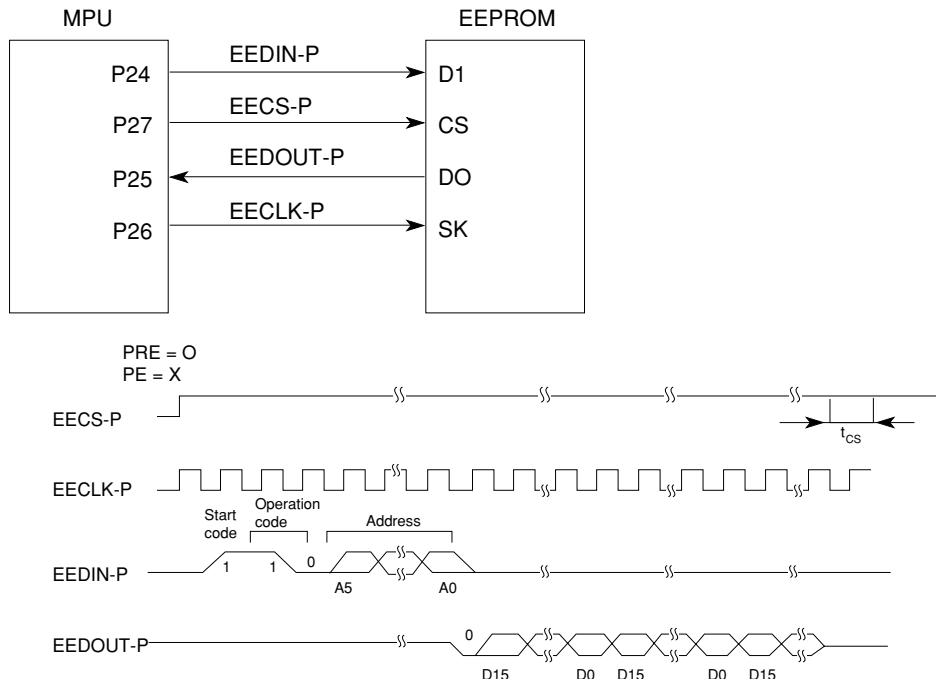 MPU EEPROM
P24 EEDIN-P D1
P27 EECS-P CS
P25 EEDOUT-P DO
P26 EECLK-P SK
PRE = O
PE = X
EECS-P
tCS
EECLK-P
Start code
Operation code
Address
EEDIN-P 1 1 0
A5 A0
EEDOUT-P 0
D15 D0 D15 D0 D15